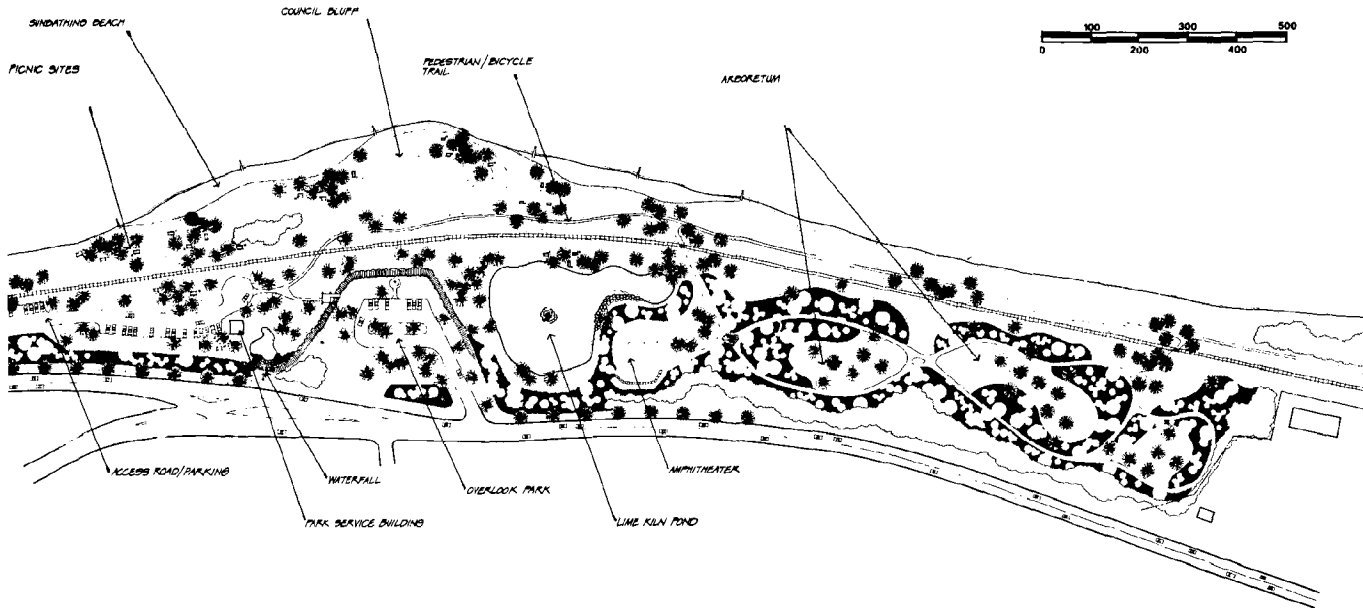 COUNCIL BLUFF
SUNBATHING BEACH
PICNIC SITES
PEDESTRIAN/BICYCLE
TRAIL
ARBORETUM
100 300 500
0 200 400
ACCESS ROAD/PARKING
WATERFALL
OVERLOOK PARK
AMPHITHEATER
PARK SERVICE BUILDING
LIME KILN POND